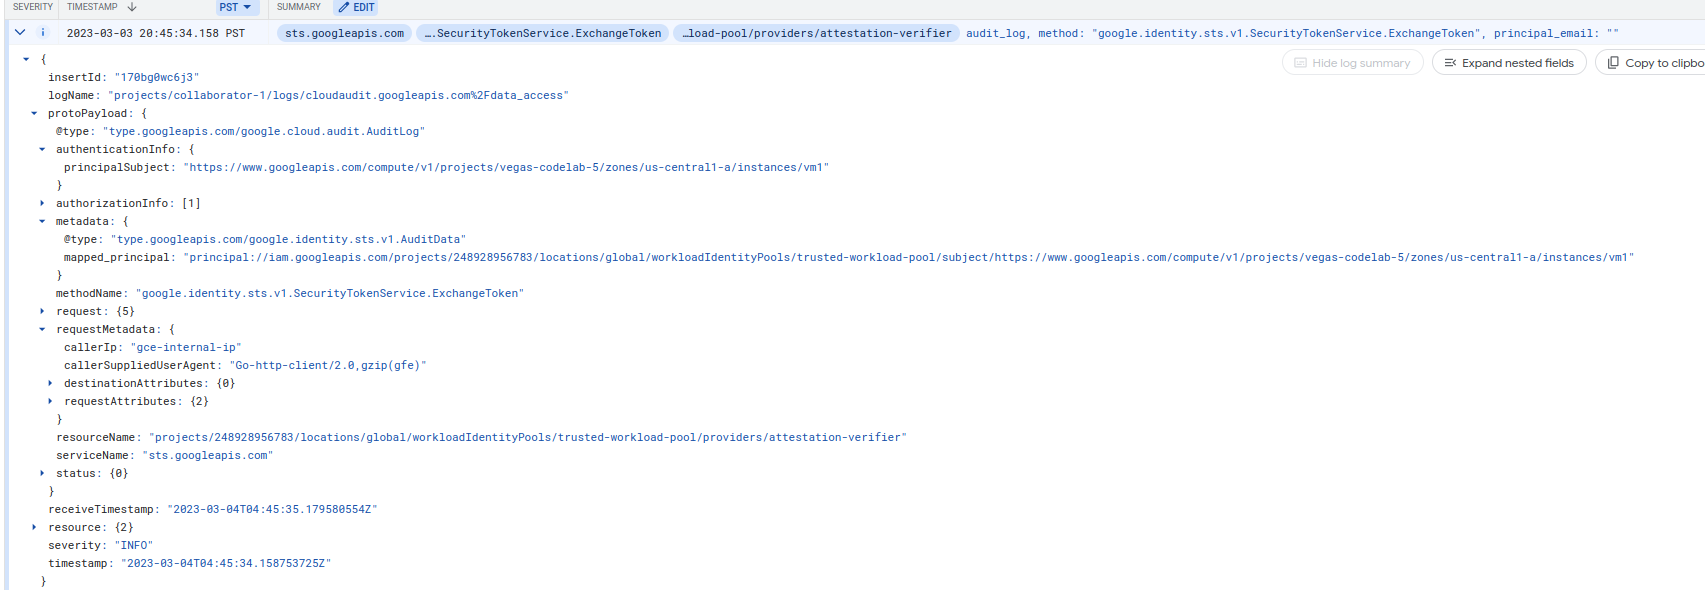 SEVERITY TIMESTAMP PST SUMMARY EDIT
2023-03-03 20:45:34.158 PST sts.googleapis.com ….SecurityTokenService.ExchangeToken …load-pool/providers/attestation-verifier audit_log, method: "google.identity.sts.v1.SecurityTokenService.ExchangeToken", principal_email: ""
{
Hide log summary Expand nested fields Copy to clipbo
insertId: "170bg0wc6j3"
logName: "projects/collaborator-1/logs/cloudaudit.googleapis.com%2Fdata_access"
protoPayload: {
@type: "type.googleapis.com/google.cloud.audit.AuditLog"
authenticationInfo: {
principalSubject: "https://www.googleapis.com/compute/v1/projects/vegas-codelab-5/zones/us-central1-a/instances/vm1"
}
authorizationInfo: [1]
metadata: {
@type: "type.googleapis.com/google.identity.sts.v1.AuditData"
mapped_principal: "principal://iam.googleapis.com/projects/248928956783/locations/global/workloadIdentityPools/trusted-workload-pool/subject/https://www.googleapis.com/compute/v1/projects/vegas-codelab-5/zones/us-central1-a/instances/vm1"
}
methodName: "google.identity.sts.v1.SecurityTokenService.ExchangeToken"
request: {5}
requestMetadata: {
callerIp: "gce-internal-ip"
callerSuppliedUserAgent: "Go-http-client/2.0,gzip(gfe)"
destinationAttributes: {0}
requestAttributes: {2}
}
resourceName: "projects/248928956783/locations/global/workloadIdentityPools/trusted-workload-pool/providers/attestation-verifier"
serviceName: "sts.googleapis.com"
status: {0}
}
receiveTimestamp: "2023-03-04T04:45:35.179580554Z"
resource: {2}
severity: "INFO"
timestamp: "2023-03-04T04:45:34.158753725Z"
}